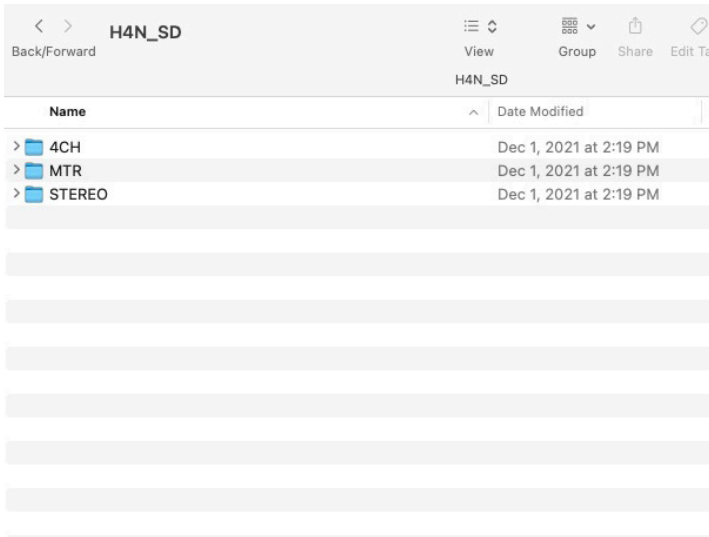 H4N_SD
Back/Forward
View
Group
Share
Edit Ta
H4N_SD
Name
Date Modified
4CH
Dec 1, 2021 at 2:19 PM
MTR
Dec 1, 2021 at 2:19 PM
STEREO
Dec 1, 2021 at 2:19 PM